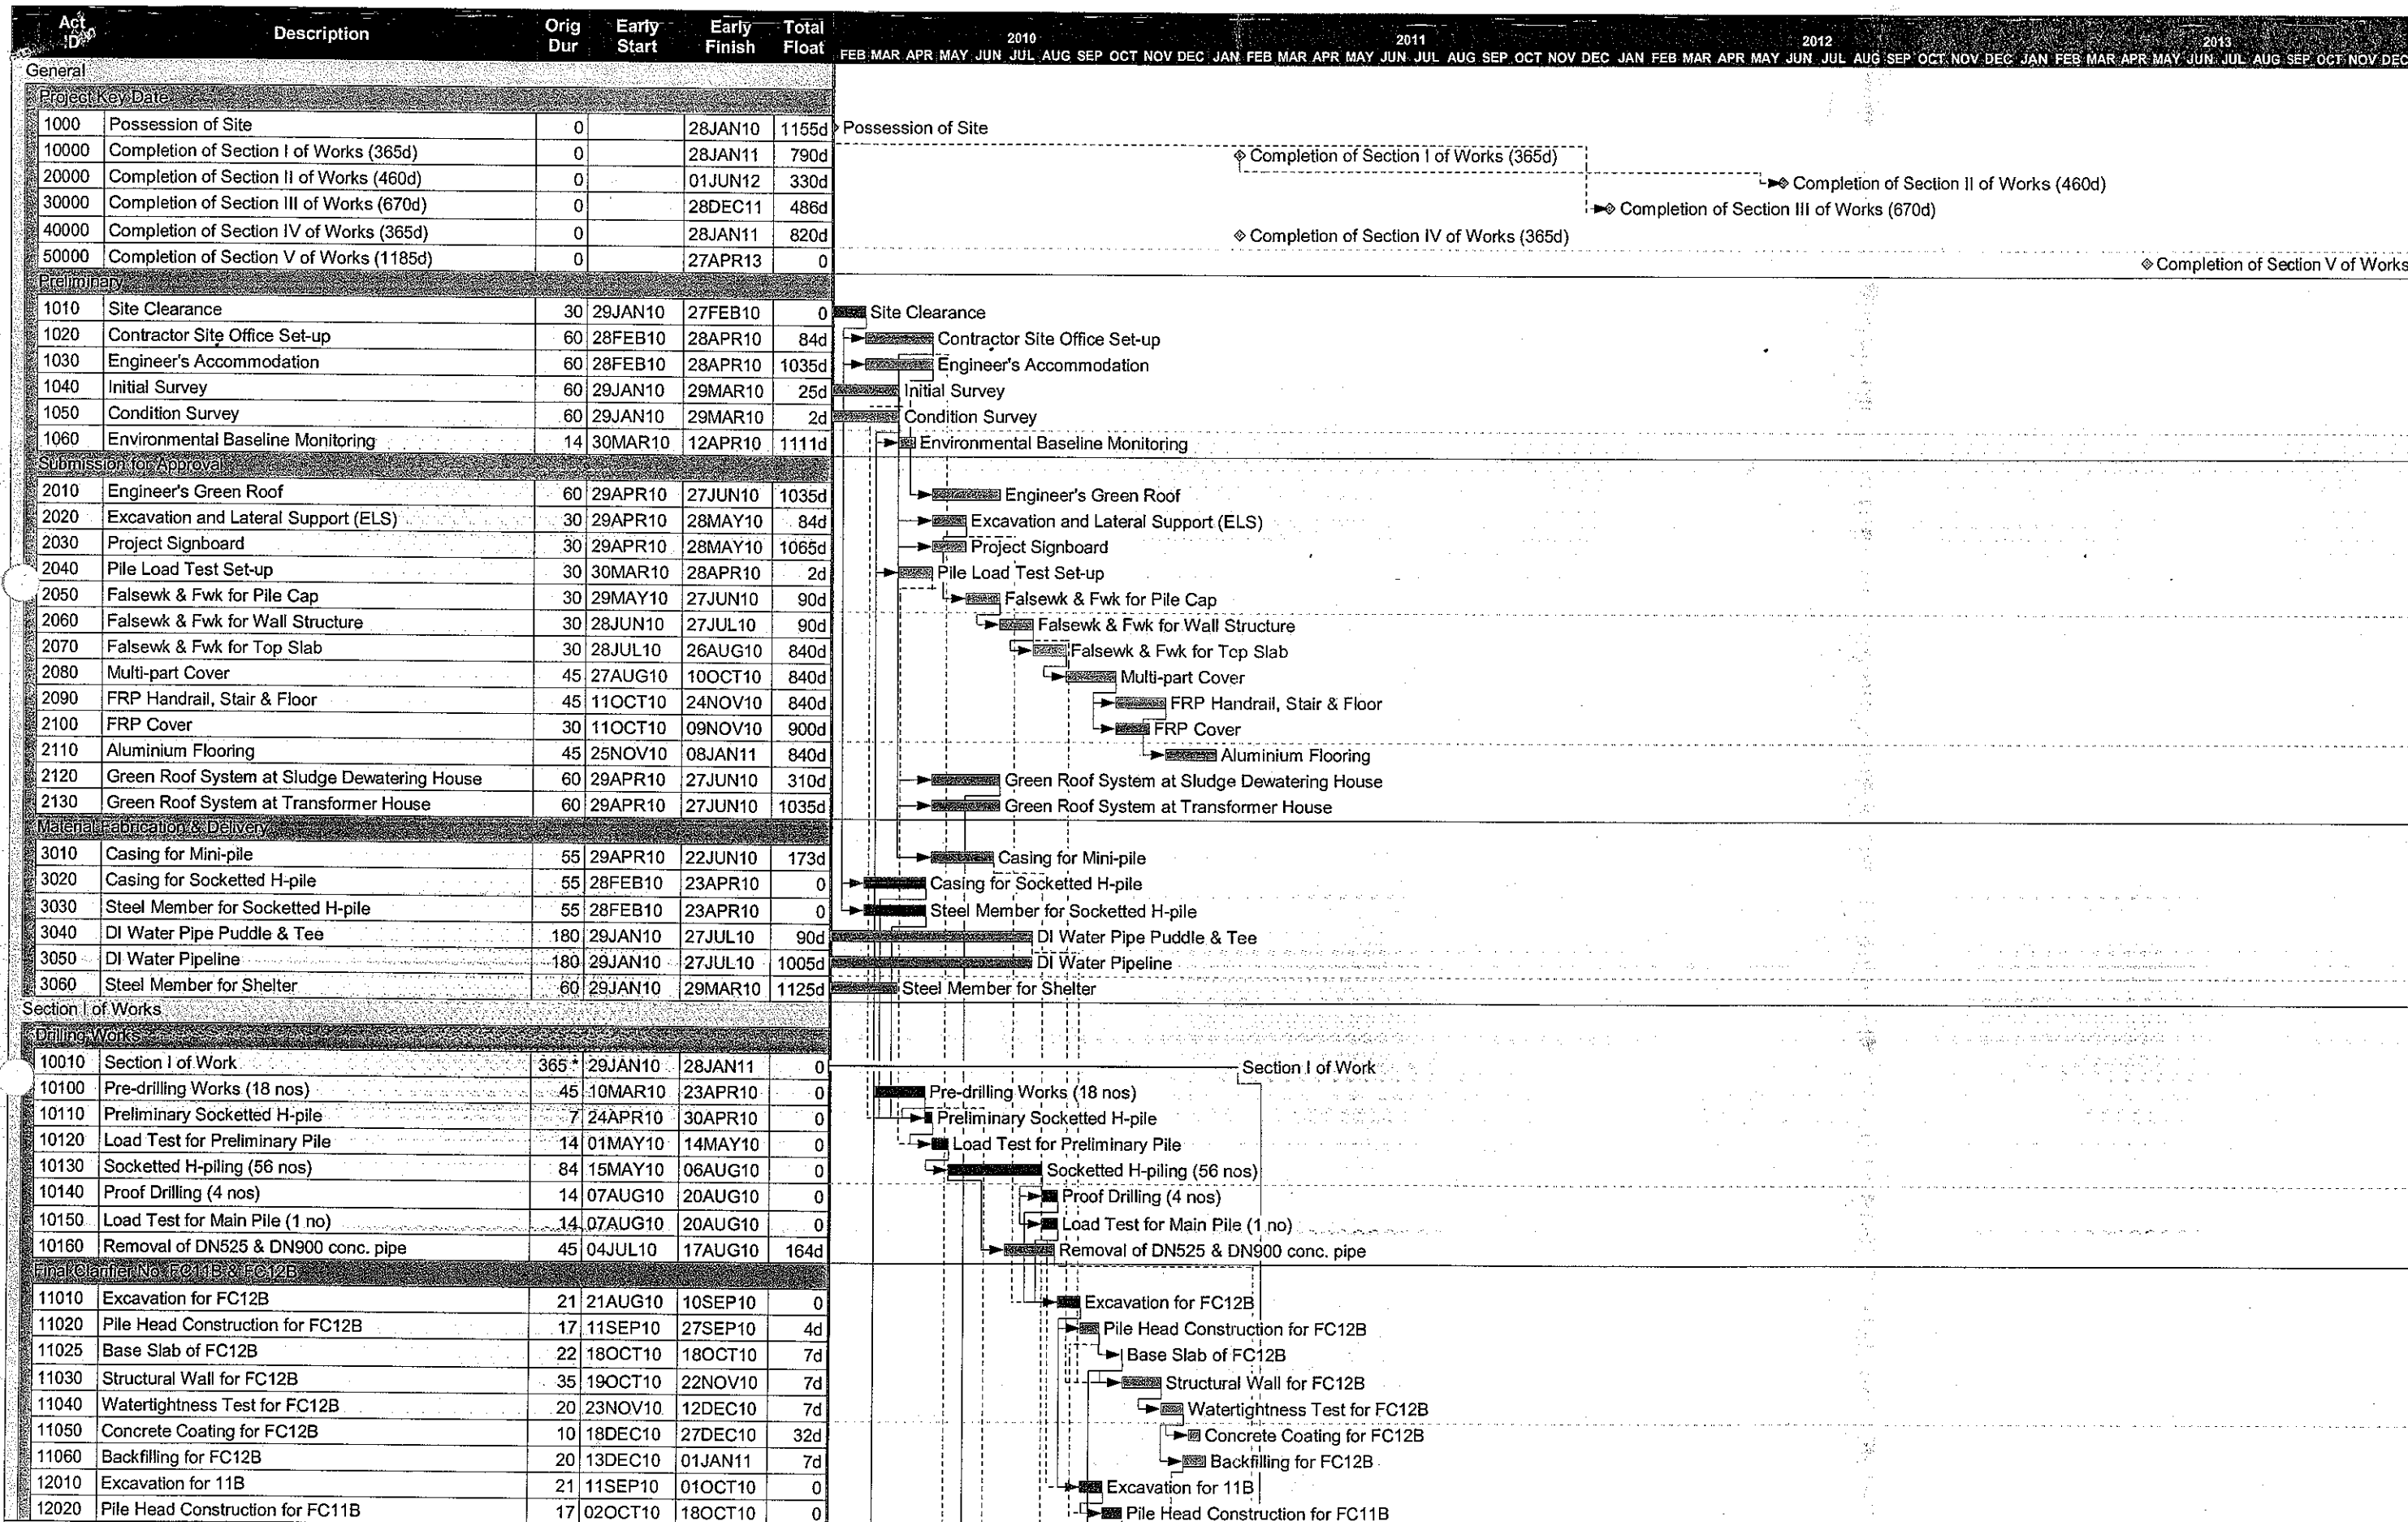 Act ID Description Orig Dur Early Start Early Finish Total Float
2010 2011 2012 2013
FEB MAR APR MAY JUN JUL AUG SEP OCT NOV DEC JAN FEB MAR APR MAY JUN JUL AUG SEP OCT NOV DEC JAN FEB MAR APR MAY JUN JUL AUG SEP OCT NOV DEC JAN FEB MAR APR MAY JUN JUL AUG SEP OCT NOV DEC
General
Project Key Date
1000 Possession of Site 0 28JAN10 1155d Possession of Site
10000 Completion of Section I of Works (365d) 0 28JAN11 790d Completion of Section I of Works (365d)
20000 Completion of Section II of Works (460d) 0 01JUN12 330d Completion of Section II of Works (460d)
30000 Completion of Section III of Works (670d) 0 28DEC11 486d Completion of Section III of Works (670d)
40000 Completion of Section IV of Works (365d) 0 28JAN11 820d Completion of Section IV of Works (365d)
50000 Completion of Section V of Works (1185d) 0 27APR13 0 Completion of Section V of Works
Preliminary
1010 Site Clearance 30 29JAN10 27FEB10 0 Site Clearance
1020 Contractor Site Office Set-up 60 28FEB10 28APR10 84d Contractor Site Office Set-up
1030 Engineer's Accommodation 60 28FEB10 28APR10 1035d Engineer's Accommodation
1040 Initial Survey 60 29JAN10 29MAR10 25d Initial Survey
1050 Condition Survey 60 29JAN10 29MAR10 2d Condition Survey
1060 Environmental Baseline Monitoring 14 30MAR10 12APR10 1111d Environmental Baseline Monitoring
Submission for Approval
2010 Engineer's Green Roof 60 29APR10 27JUN10 1035d Engineer's Green Roof
2020 Excavation and Lateral Support (ELS) 30 29APR10 28MAY10 84d Excavation and Lateral Support (ELS)
2030 Project Signboard 30 29APR10 28MAY10 1065d Project Signboard
2040 Pile Load Test Set-up 30 30MAR10 28APR10 2d Pile Load Test Set-up
2050 Falsewk & Fwk for Pile Cap 30 29MAY10 27JUN10 90d Falsewk & Fwk for Pile Cap
2060 Falsewk & Fwk for Wall Structure 30 28JUN10 27JUL10 90d Falsewk & Fwk for Wall Structure
2070 Falsewk & Fwk for Top Slab 30 28JUL10 26AUG10 840d Falsewk & Fwk for Top Slab
2080 Multi-part Cover 45 27AUG10 10OCT10 840d Multi-part Cover
2090 FRP Handrail, Stair & Floor 45 11OCT10 24NOV10 840d FRP Handrail, Stair & Floor
2100 FRP Cover 30 11OCT10 09NOV10 900d FRP Cover
2110 Aluminium Flooring 45 25NOV10 08JAN11 840d Aluminium Flooring
2120 Green Roof System at Sludge Dewatering House 60 29APR10 27JUN10 310d Green Roof System at Sludge Dewatering House
2130 Green Roof System at Transformer House 60 29APR10 27JUN10 1035d Green Roof System at Transformer House
Material Fabrication & Delivery
3010 Casing for Mini-pile 55 29APR10 22JUN10 173d Casing for Mini-pile
3020 Casing for Socketted H-pile 55 28FEB10 23APR10 0 Casing for Socketted H-pile
3030 Steel Member for Socketted H-pile 55 28FEB10 23APR10 0 Steel Member for Socketted H-pile
3040 DI Water Pipe Puddle & Tee 180 29JAN10 27JUL10 90d DI Water Pipe Puddle & Tee
3050 DI Water Pipeline 180 29JAN10 27JUL10 1005d DI Water Pipeline
3060 Steel Member for Shelter 60 29JAN10 29MAR10 1125d Steel Member for Shelter
Section I of Works
Drilling Works
10010 Section I of Work 365 * 29JAN10 28JAN11 0 Section I of Work
10100 Pre-drilling Works (18 nos) 45 10MAR10 23APR10 0 Pre-drilling Works (18 nos)
10110 Preliminary Socketted H-pile 7 24APR10 30APR10 0 Preliminary Socketted H-pile
10120 Load Test for Preliminary Pile 14 01MAY10 14MAY10 0 Load Test for Preliminary Pile
10130 Socketted H-piling (56 nos) 84 15MAY10 06AUG10 0 Socketted H-piling (56 nos)
10140 Proof Drilling (4 nos) 14 07AUG10 20AUG10 0 Proof Drilling (4 nos)
10150 Load Test for Main Pile (1 no) 14 07AUG10 20AUG10 0 Load Test for Main Pile (1 no)
10160 Removal of DN525 & DN900 conc. pipe 45 04JUL10 17AUG10 164d Removal of DN525 & DN900 conc. pipe
Final Clarifier No. FC11B & FC12B
11010 Excavation for FC12B 21 21AUG10 10SEP10 0 Excavation for FC12B
11020 Pile Head Construction for FC12B 17 11SEP10 27SEP10 4d Pile Head Construction for FC12B
11025 Base Slab of FC12B 22 18OCT10 18OCT10 7d Base Slab of FC12B
11030 Structural Wall for FC12B 35 19OCT10 22NOV10 7d Structural Wall for FC12B
11040 Watertightness Test for FC12B 20 23NOV10 12DEC10 7d Watertightness Test for FC12B
11050 Concrete Coating for FC12B 10 18DEC10 27DEC10 32d Concrete Coating for FC12B
11060 Backfilling for FC12B 20 13DEC10 01JAN11 7d Backfilling for FC12B
12010 Excavation for 11B 21 11SEP10 01OCT10 0 Excavation for 11B
12020 Pile Head Construction for FC11B 17 02OCT10 18OCT10 0 Pile Head Construction for FC11B